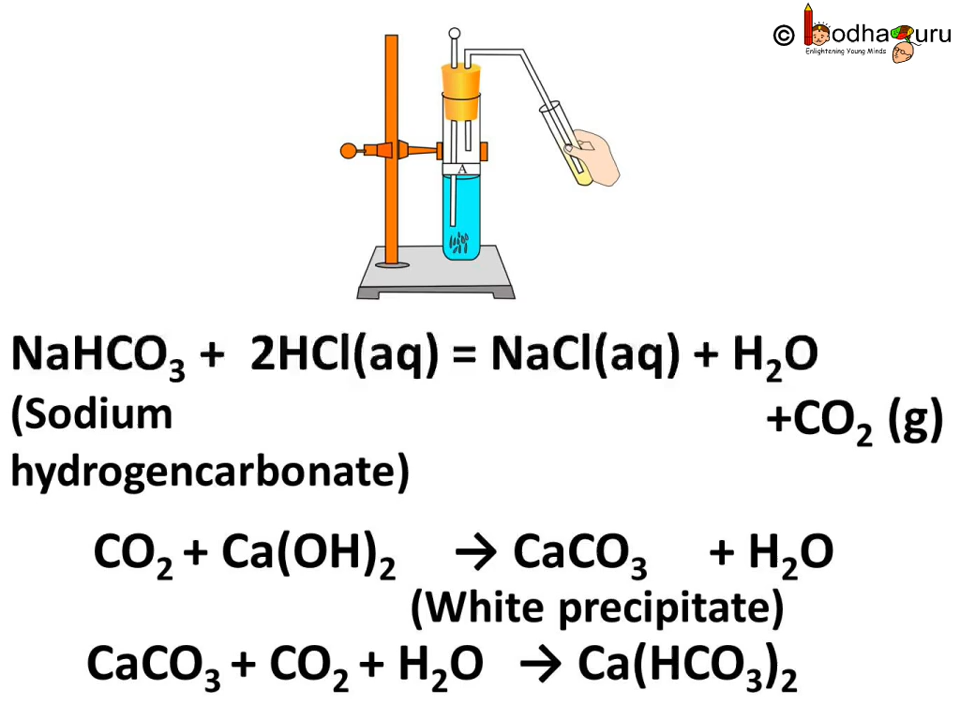 © BodhaGuru
Enlightening Young Minds
A
NaHCO₃ + 2HCl(aq) = NaCl(aq) + H₂O
(Sodium +CO₂ (g)
hydrogencarbonate)
CO₂ + Ca(OH)₂ → CaCO₃ + H₂O
(White precipitate)
CaCO₃ + CO₂ + H₂O → Ca(HCO₃)₂